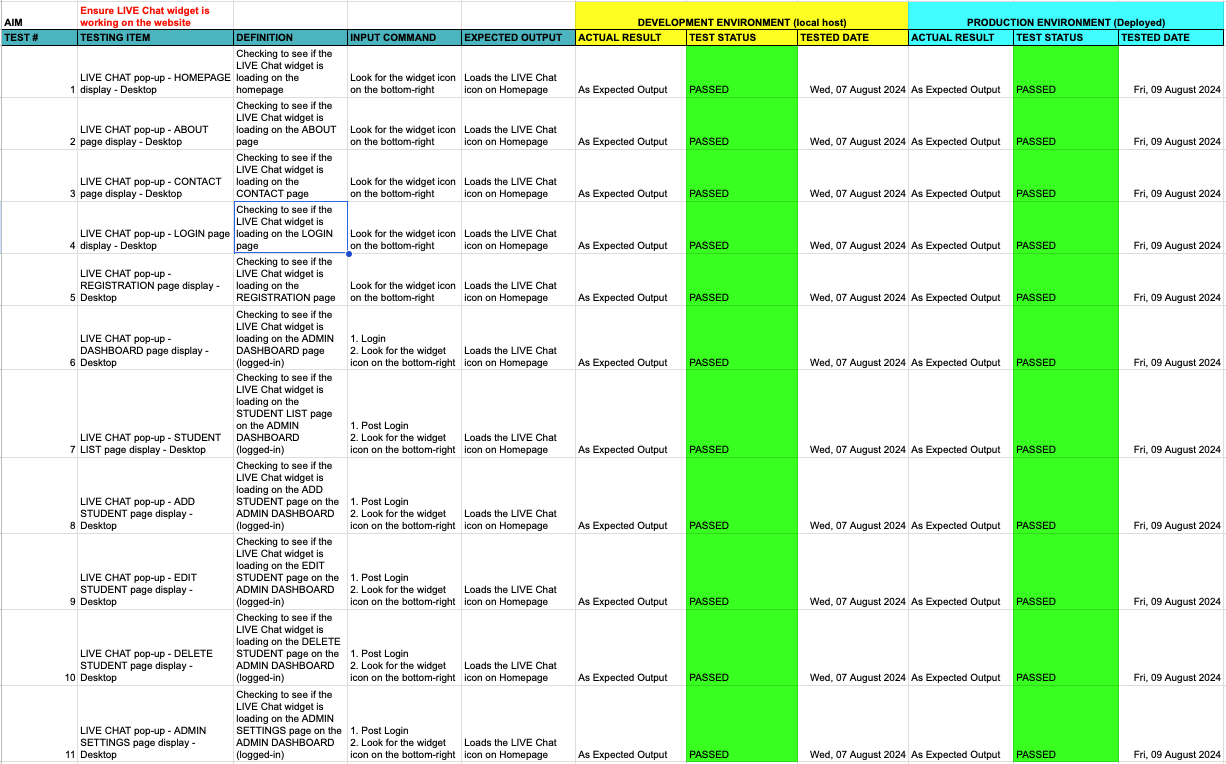 AIM
Ensure LIVE Chat widget is
working on the website
DEVELOPMENT ENVIRONMENT (local host)
PRODUCTION ENVIRONMENT (Deployed)
TEST # TESTING ITEM DEFINITION INPUT COMMAND EXPECTED OUTPUT ACTUAL RESULT TEST STATUS TESTED DATE ACTUAL RESULT TEST STATUS TESTED DATE
1
LIVE CHAT pop-up - HOMEPAGE
display - Desktop
Checking to see if the
LIVE Chat widget is
loading on the
homepage
Look for the widget icon
on the bottom-right
Loads the LIVE Chat
icon on Homepage
As Expected Output PASSED Wed, 07 August 2024 As Expected Output PASSED Fri, 09 August 2024
2
LIVE CHAT pop-up - ABOUT
page display - Desktop
Checking to see if the
LIVE Chat widget is
loading on the ABOUT
page
Look for the widget icon
on the bottom-right
Loads the LIVE Chat
icon on Homepage
As Expected Output PASSED Wed, 07 August 2024 As Expected Output PASSED Fri, 09 August 2024
3
LIVE CHAT pop-up - CONTACT
page display - Desktop
Checking to see if the
LIVE Chat widget is
loading on the
CONTACT page
Look for the widget icon
on the bottom-right
Loads the LIVE Chat
icon on Homepage
As Expected Output PASSED Wed, 07 August 2024 As Expected Output PASSED Fri, 09 August 2024
4
LIVE CHAT pop-up - LOGIN page
display - Desktop
Checking to see if the
LIVE Chat widget is
loading on the LOGIN
page
Look for the widget icon
on the bottom-right
Loads the LIVE Chat
icon on Homepage
As Expected Output PASSED Wed, 07 August 2024 As Expected Output PASSED Fri, 09 August 2024
5
LIVE CHAT pop-up -
REGISTRATION page display -
Desktop
Checking to see if the
LIVE Chat widget is
loading on the
REGISTRATION page
Look for the widget icon
on the bottom-right
Loads the LIVE Chat
icon on Homepage
As Expected Output PASSED Wed, 07 August 2024 As Expected Output PASSED Fri, 09 August 2024
6
LIVE CHAT pop-up -
DASHBOARD page display -
Desktop
Checking to see if the
LIVE Chat widget is
loading on the ADMIN
DASHBOARD page
(logged-in)
1. Login
2. Look for the widget
icon on the bottom-right
Loads the LIVE Chat
icon on Homepage
As Expected Output PASSED Wed, 07 August 2024 As Expected Output PASSED Fri, 09 August 2024
7
LIVE CHAT pop-up - STUDENT
LIST page display - Desktop
Checking to see if the
LIVE Chat widget is
loading on the
STUDENT LIST page
on the ADMIN
DASHBOARD
(logged-in)
1. Post Login
2. Look for the widget
icon on the bottom-right
Loads the LIVE Chat
icon on Homepage
As Expected Output PASSED Wed, 07 August 2024 As Expected Output PASSED Fri, 09 August 2024
8
LIVE CHAT pop-up - ADD
STUDENT page display -
Desktop
Checking to see if the
LIVE Chat widget is
loading on the ADD
STUDENT page on the
ADMIN DASHBOARD
(logged-in)
1. Post Login
2. Look for the widget
icon on the bottom-right
Loads the LIVE Chat
icon on Homepage
As Expected Output PASSED Wed, 07 August 2024 As Expected Output PASSED Fri, 09 August 2024
9
LIVE CHAT pop-up - EDIT
STUDENT page display -
Desktop
Checking to see if the
LIVE Chat widget is
loading on the EDIT
STUDENT page on the
ADMIN DASHBOARD
(logged-in)
1. Post Login
2. Look for the widget
icon on the bottom-right
Loads the LIVE Chat
icon on Homepage
As Expected Output PASSED Wed, 07 August 2024 As Expected Output PASSED Fri, 09 August 2024
10
LIVE CHAT pop-up - DELETE
STUDENT page display -
Desktop
Checking to see if the
LIVE Chat widget is
loading on the DELETE
STUDENT page on the
ADMIN DASHBOARD
(logged-in)
1. Post Login
2. Look for the widget
icon on the bottom-right
Loads the LIVE Chat
icon on Homepage
As Expected Output PASSED Wed, 07 August 2024 As Expected Output PASSED Fri, 09 August 2024
11
LIVE CHAT pop-up - ADMIN
SETTINGS page display -
Desktop
Checking to see if the
LIVE Chat widget is
loading on the ADMIN
SETTINGS page on the
ADMIN DASHBOARD
(logged-in)
1. Post Login
2. Look for the widget
icon on the bottom-right
Loads the LIVE Chat
icon on Homepage
As Expected Output PASSED Wed, 07 August 2024 As Expected Output PASSED Fri, 09 August 2024